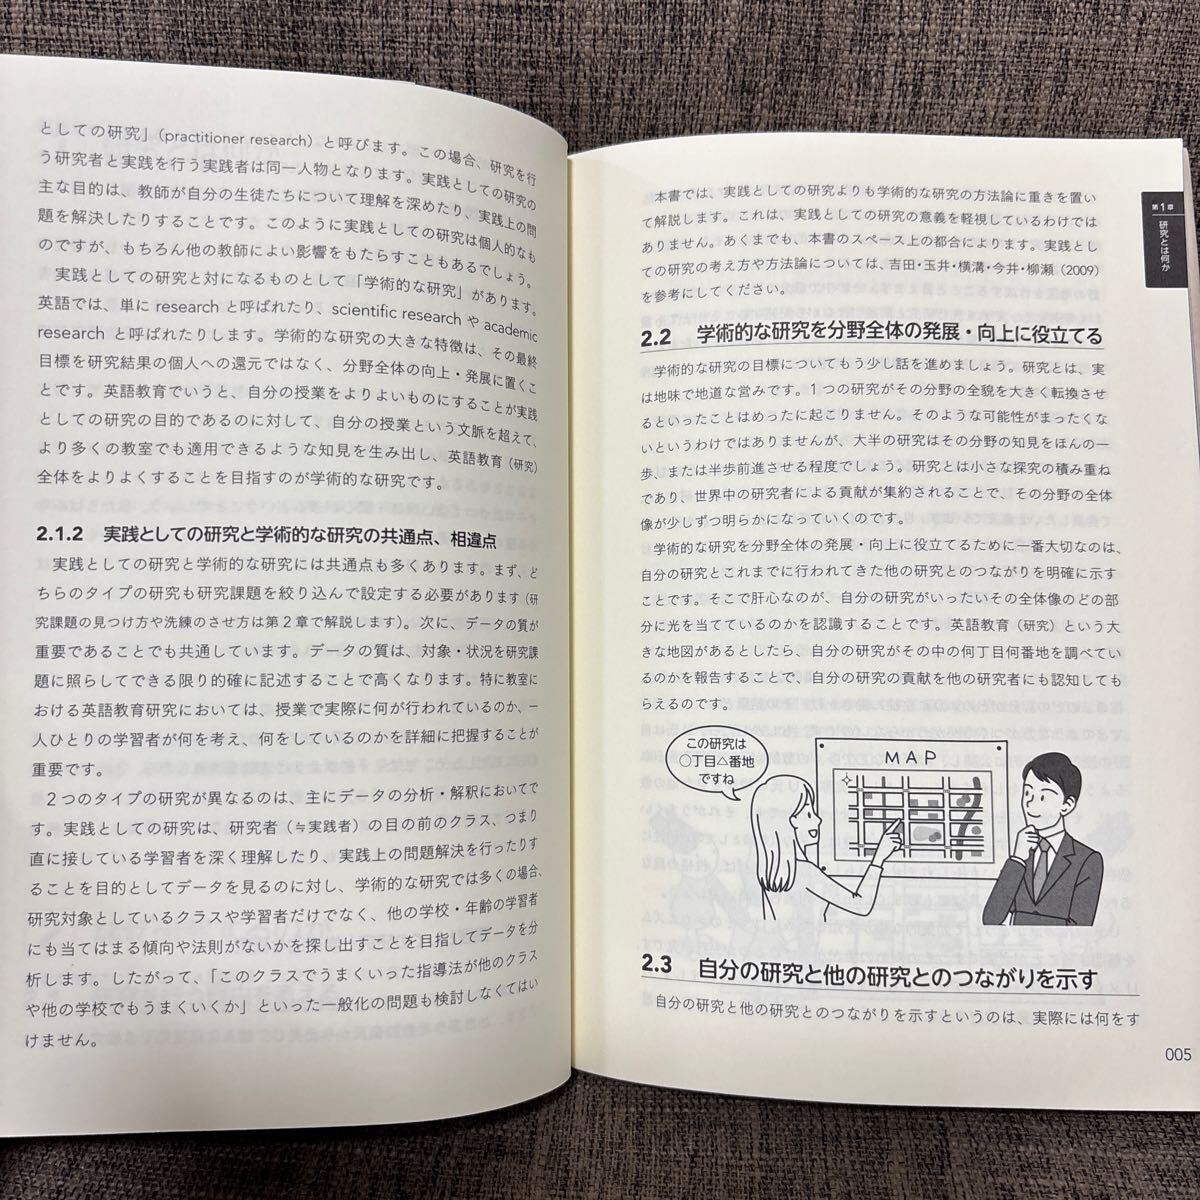 としての研究」（practitioner research）と呼びます。この場合、研究を行
う研究者と実践を行う実践者は同一人物となります。実践としての研究の
主な目的は、教師が自分の生徒たちについて理解を深めたり、実践上の問
題を解決したりすることです。このように実践としての研究は個人的なも
のですが、もちろん他の教師によい影響をもたらすこともあるでしょう。
実践としての研究と対になるものとして「学術的な研究」があります。
英語では、単に research と呼ばれたり、scientific research や academic
research と呼ばれたりします。学術的な研究の大きな特徴は、その最終
目標を研究結果の個人への還元ではなく、分野全体の向上・発展に置くこ
とです。英語教育でいうと、自分の授業をよりよいものにすることが実践
としての研究の目的であるのに対して、自分の授業という文脈を超えて、
より多くの教室でも適用できるような知見を生み出し、英語教育（研究）
全体をよりよくすることを目指すのが学術的な研究です。
2.1.2 実践としての研究と学術的な研究の共通点、相違点
実践としての研究と学術的な研究には共通点も多くあります。まず、ど
ちらのタイプの研究も研究課題を絞り込んで設定する必要があります（研
究課題の見つけ方や洗練のさせ方は第2章で解説します）。次に、データの質が
重要であることでも共通しています。データの質は、対象・状況を研究課
題に照らしてできる限り的確に記述することで高くなります。特に教室に
おける英語教育研究においては、授業で実際に何が行われているのか、一
人ひとりの学習者が何を考え、何をしているのかを詳細に把握することが
重要です。
2つのタイプの研究が異なるのは、主にデータの分析・解釈においてで
す。実践としての研究は、研究者（≒実践者）の目の前のクラス、つまり
直に接している学習者を深く理解したり、実践上の問題解決を行ったりす
ることを目的としてデータを見るのに対し、学術的な研究では多くの場合、
研究対象としているクラスや学習者だけでなく、他の学校・年齢の学習者
にも当てはまる傾向や法則がないかを探し出すことを目指してデータを分
析します。したがって、「このクラスでうまくいった指導法が他のクラス
や他の学校でもうまくいくか」といった一般化の問題も検討しなくてはい
けません。
本書では、実践としての研究よりも学術的な研究の方法論に重きを置い
て解説します。これは、実践としての研究の意義を軽視しているわけでは
ありません。あくまでも、本書のスペース上の都合によります。実践とし
ての研究の考え方や方法論については、吉田・玉井・横溝・今井・柳瀬（2009）
を参考にしてください。
2.2 学術的な研究を分野全体の発展・向上に役立てる
学術的な研究の目標についてもう少し話を進めましょう。研究とは、実
は地味で地道な営みです。1つの研究がその分野の全貌を大きく転換させ
るといったことはめったに起こりません。そのような可能性がまったくな
いというわけではありませんが、大半の研究はその分野の知見をほんの一
歩、または半歩前進させる程度でしょう。研究とは小さな探究の積み重ね
であり、世界中の研究者による貢献が集約されることで、その分野の全体
像が少しずつ明らかになっていくのです。
学術的な研究を分野全体の発展・向上に役立てるために一番大切なのは、
自分の研究とこれまでに行われてきた他の研究とのつながりを明確に示す
ことです。そこで肝心なのが、自分の研究がいったいその全体像のどの部
分に光を当てているのかを認識することです。英語教育（研究）という大
きな地図があるとしたら、自分の研究がその中の何丁目何番地を調べてい
るのかを報告することで、自分の研究の貢献を他の研究者にも認知しても
らえるのです。
この研究は
○丁目△番地
ですね
MAP
2.3 自分の研究と他の研究とのつながりを示す
自分の研究と他の研究とのつながりを示すというのは、実際には何をす
005
第1章
研究とは何か